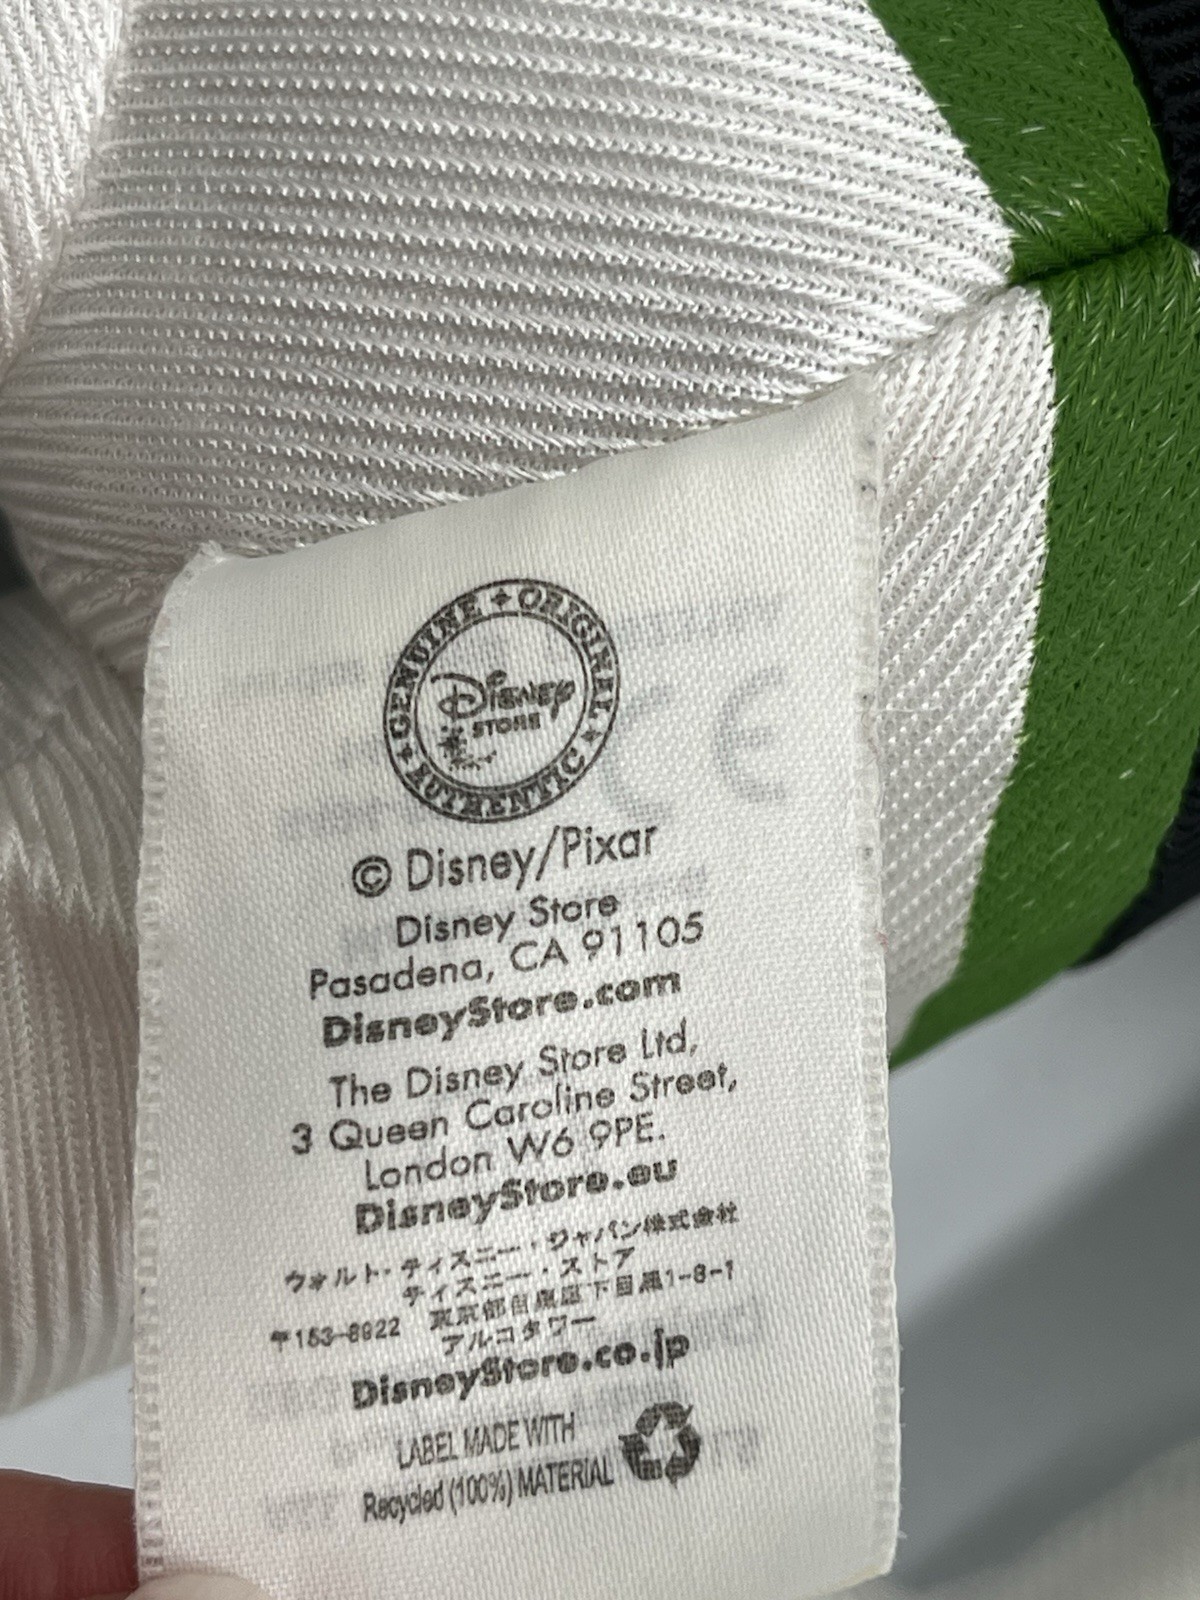 GENUINE ORIGINAL AUTHENTIC
Disney
STORE
CE
© Disney/Pixar
Disney Store
Pasadena, CA 91105
DisneyStore.com
The Disney Store Ltd,
3 Queen Caroline Street,
London W6 9PE.
DisneyStore.eu
ウォルト・ディズニー・ジャパン株式会社
ディズニー・ストア
〒153-8922 東京都目黒区下目黒1-8-1
アルコタワー
DisneyStore.co.jp
LABEL MADE WITH
Recycled (100%) MATERIAL